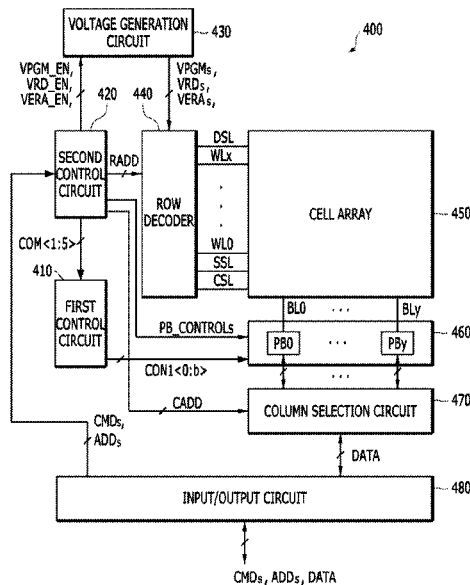 VOLTAGE GENERATION
CIRCUIT
430
400
VPGM_EN,
VRD_EN,
VERA_EN,
VPGMs,
VRDs,
VERAs,
420
440
SECOND
CONTROL
CIRCUIT
RADD
ROW
DECODER
DSL
WLx
WL0
SSL
CSL
CELL ARRAY
450
COM<1:5>
410
FIRST
CONTROL
CIRCUIT
BL0
...
BLy
PB_CONTROLs
PB0
...
PBy
460
CON1<0:b>
...
CADD
COLUMN SELECTION CIRCUIT
470
CMDs,
ADDs
DATA
INPUT/OUTPUT CIRCUIT
480
CMDs, ADDs, DATA